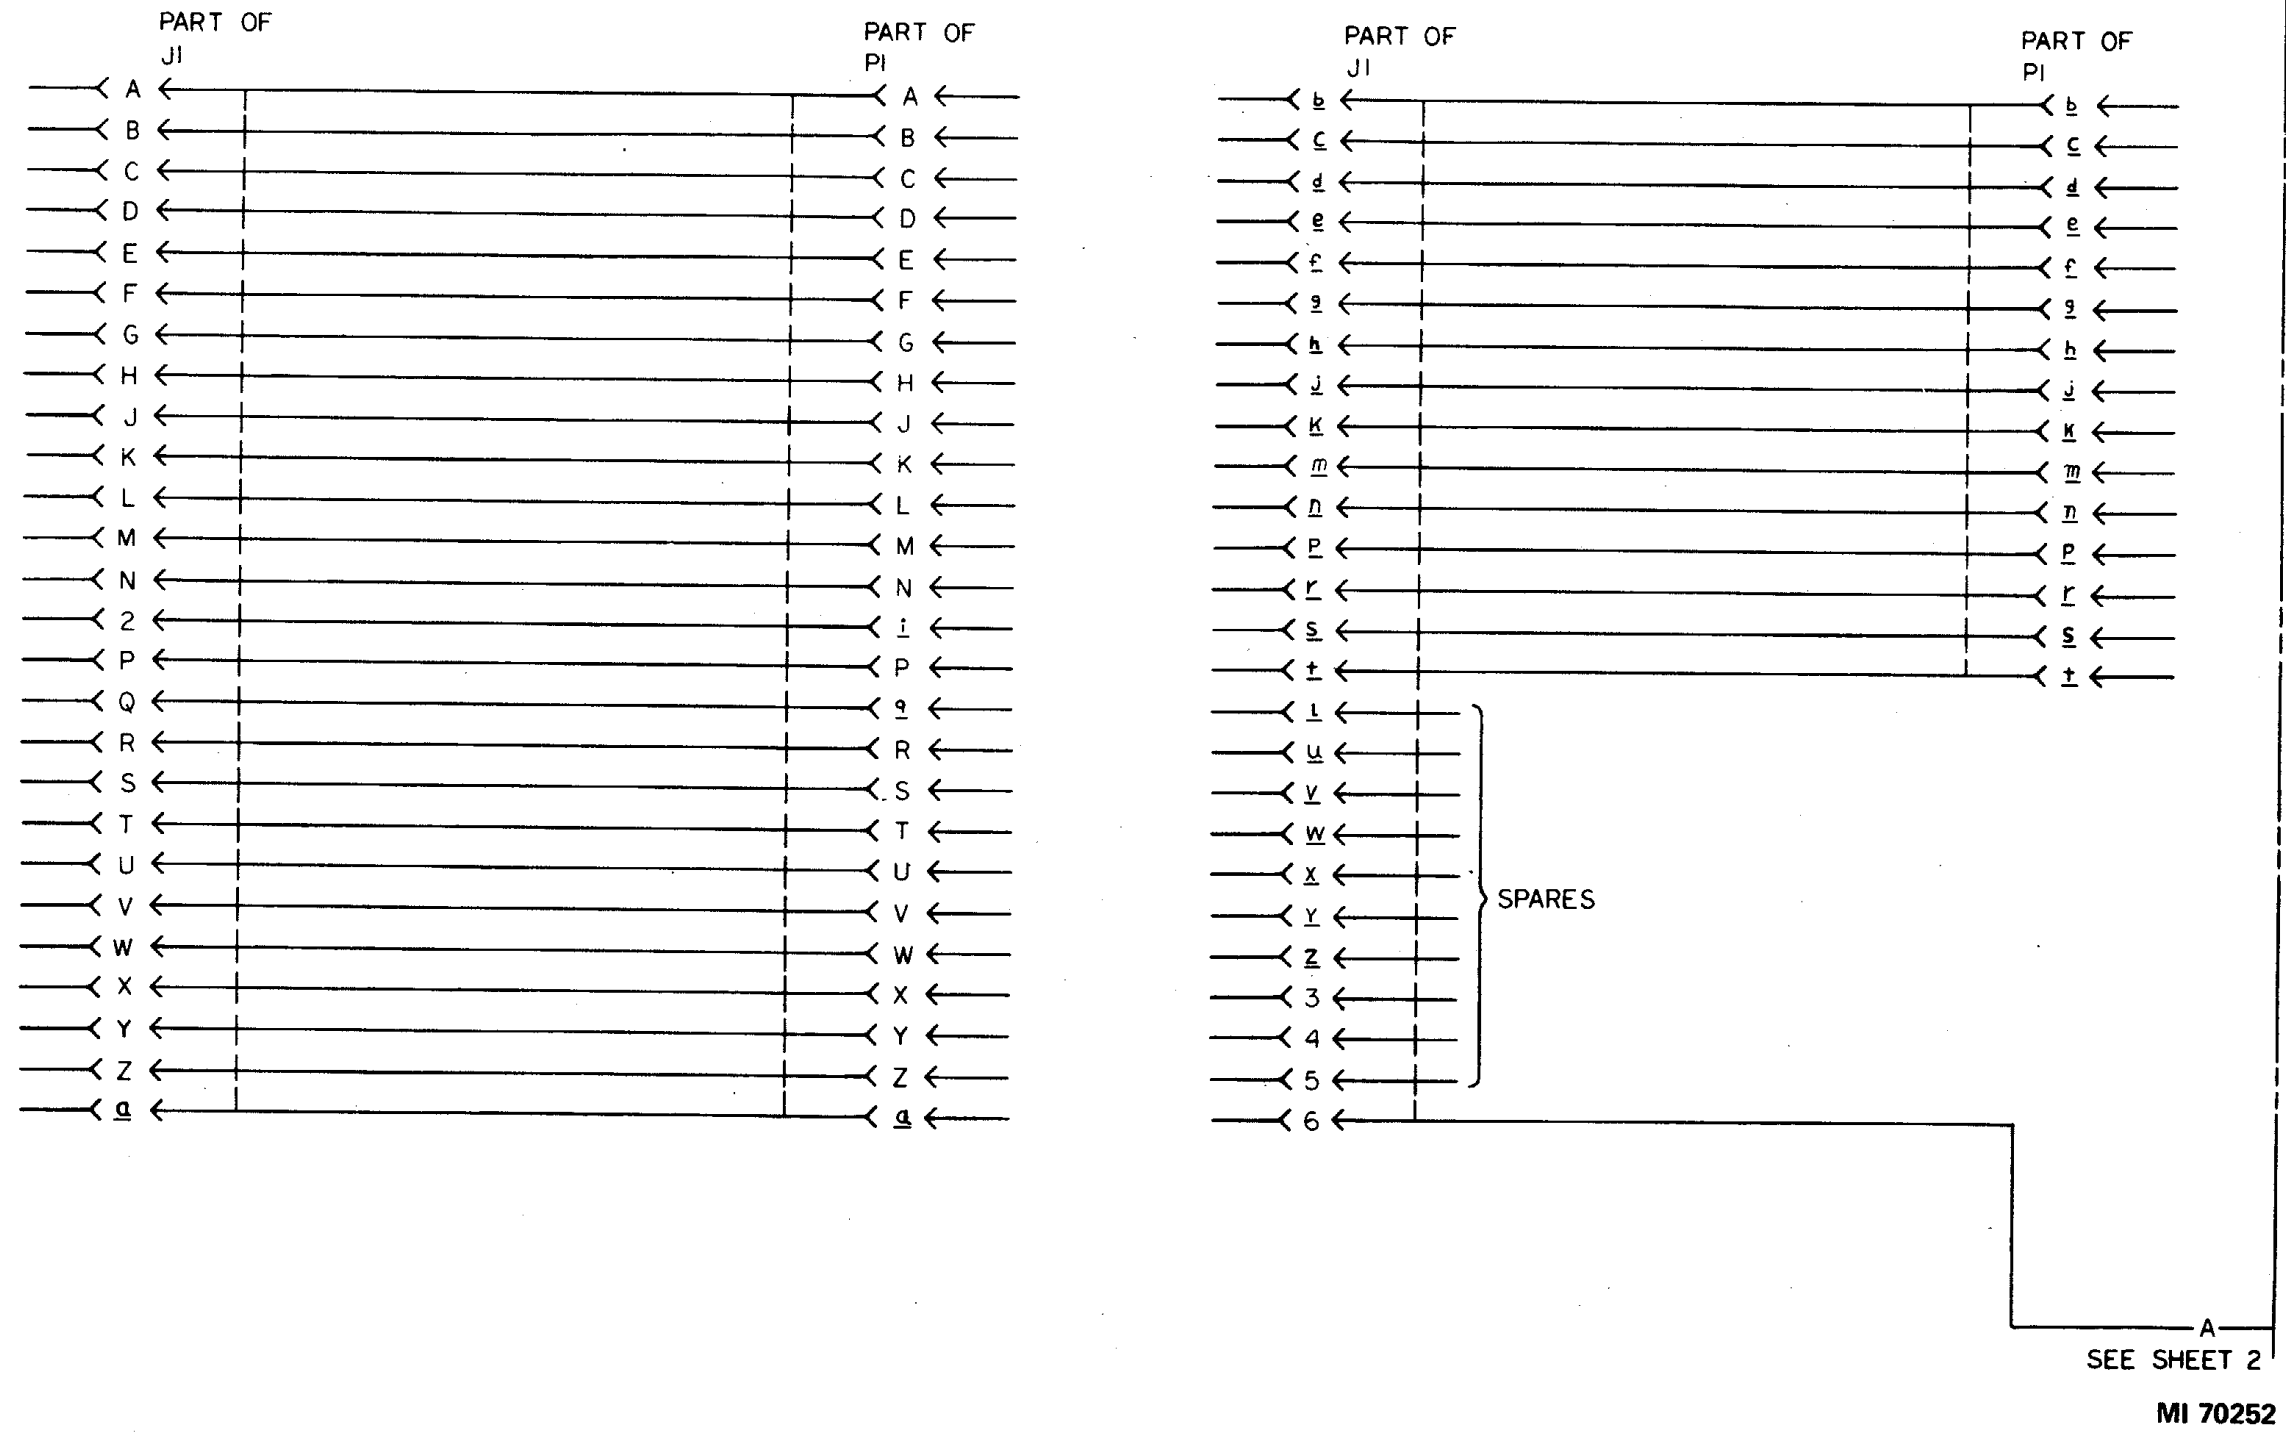 PART OF
J1
PART OF
P1
PART OF
J1
PART OF
P1
A A b b
B B c c
C C d d
D D e e
E E f f
F F g g
G G h h
H H j j
J J k k
K K m m
L L n n
M M p p
N N r r
2 i s s
P P t t
Q q l
R R u
S S v
T T w
U U x
V V y
SPARES
W W z
X X 3
Y Y 4
Z Z 5
a a 6
A
SEE SHEET 2
MI 70252